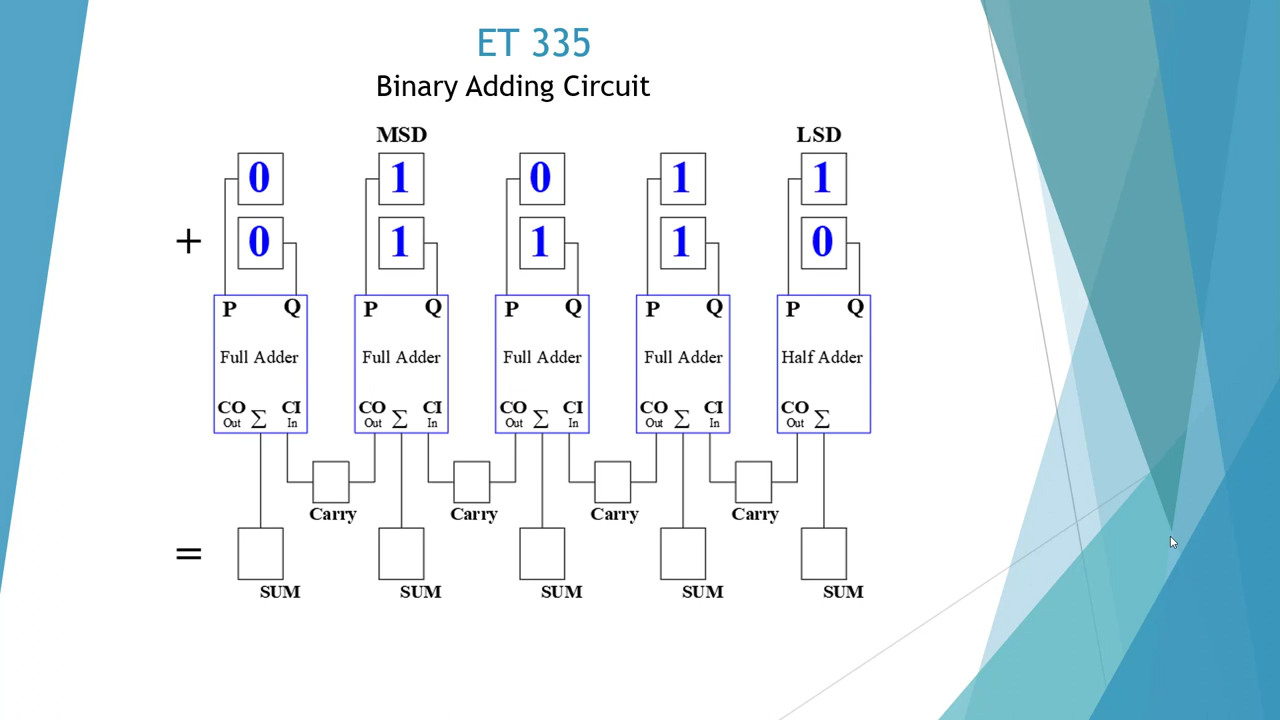 ET 335
Binary Adding Circuit
MSD LSD
0 1 0 1 1
+ 0 1 1 1 0
P Q P Q P Q P Q P Q
Full Adder Full Adder Full Adder Full Adder Half Adder
CO Σ CI CO Σ CI CO Σ CI CO Σ CI CO Σ
Out In Out In Out In Out In Out
Carry Carry Carry Carry
=
SUM SUM SUM SUM SUM